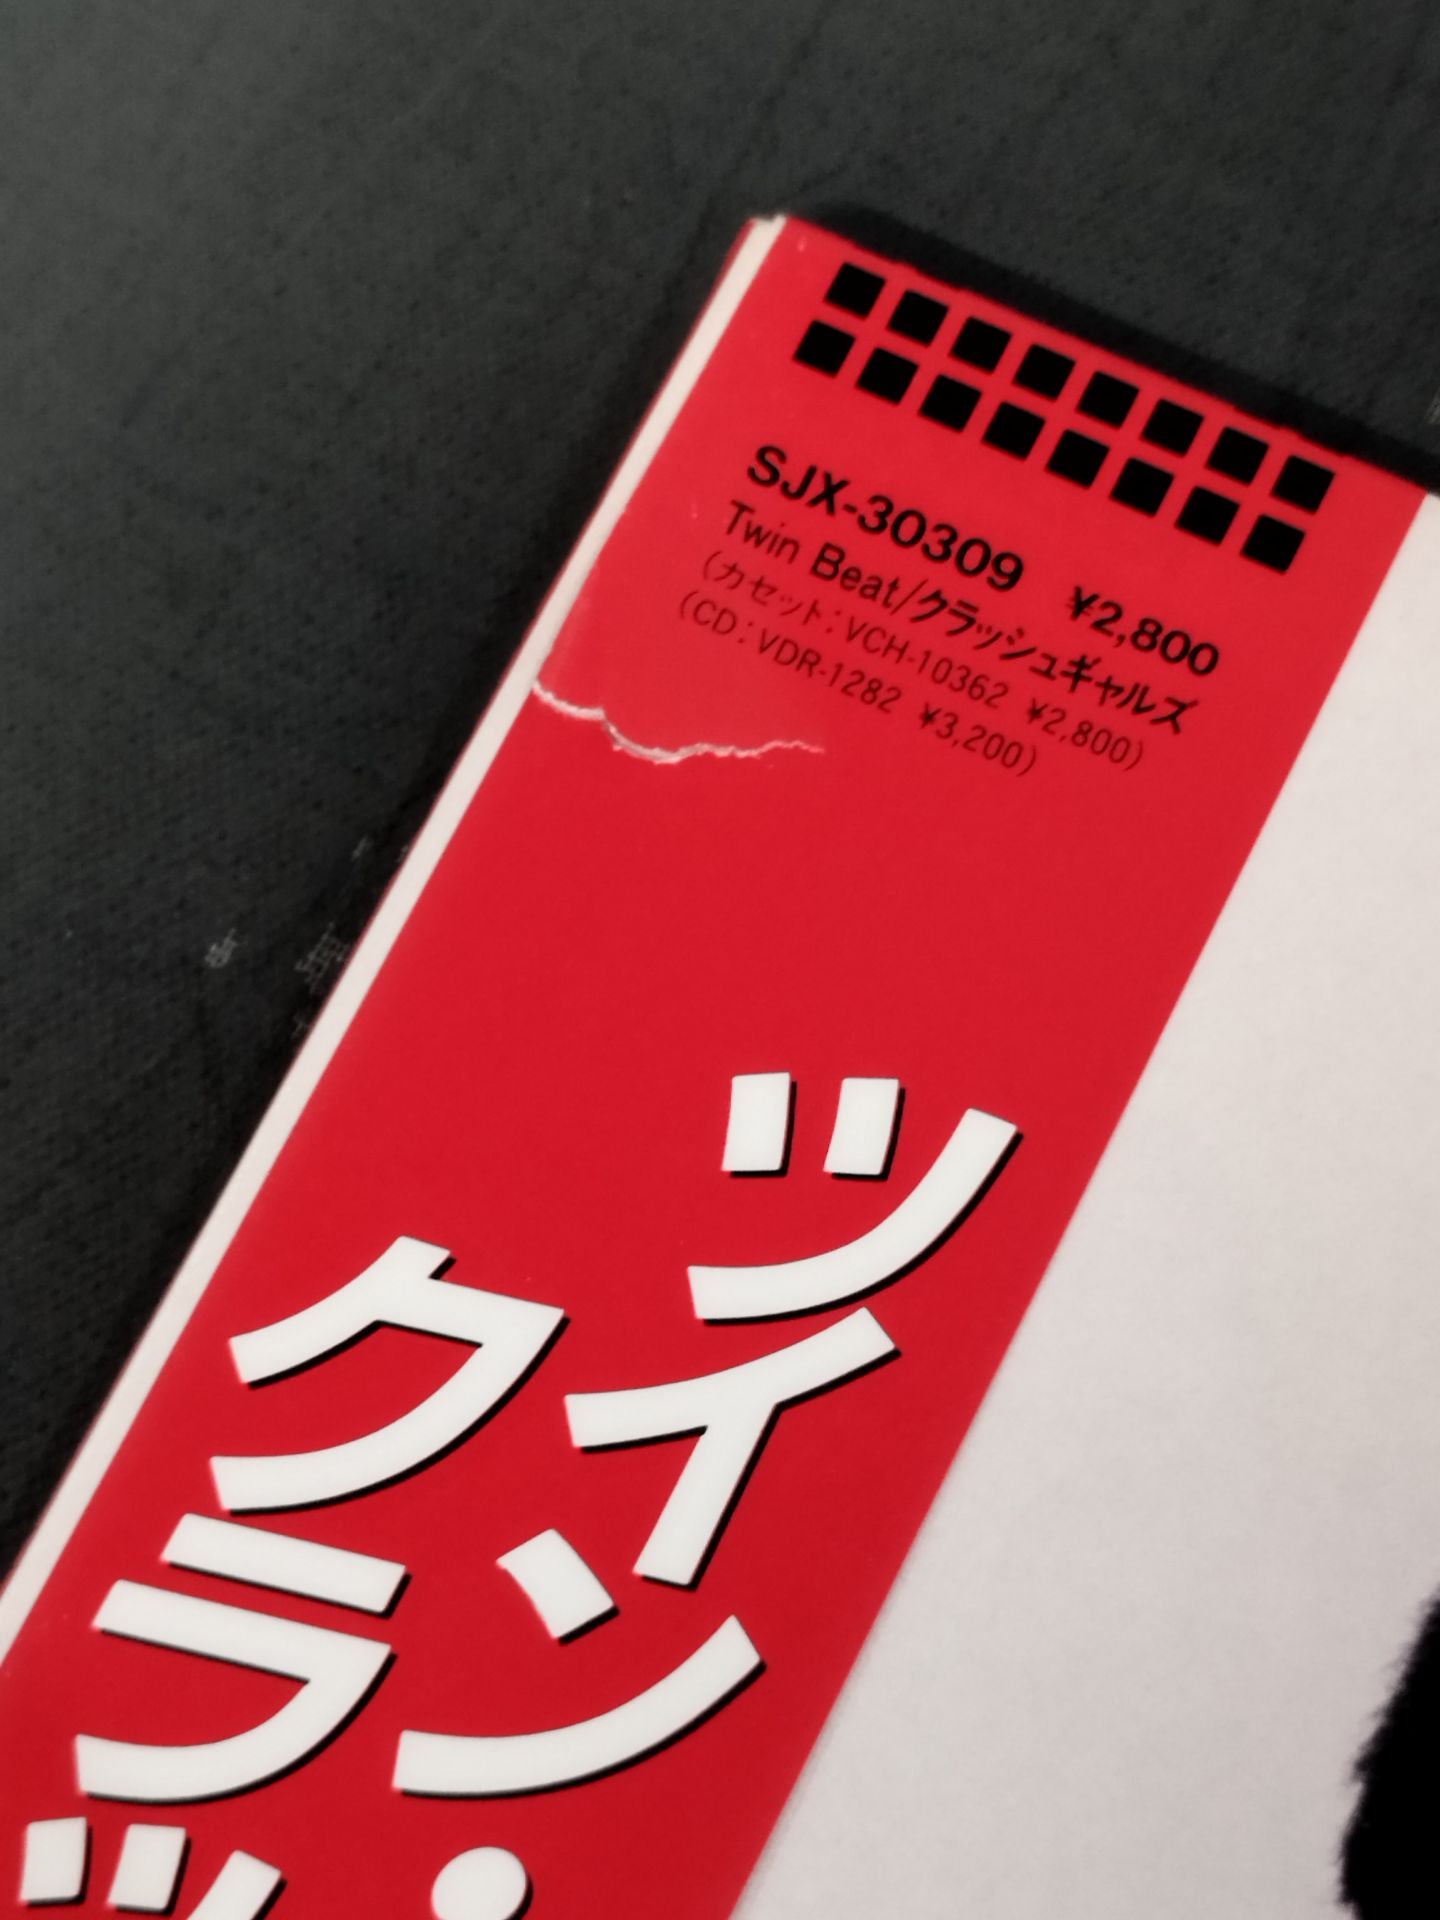 SJX-30309 ¥2,800
Twin Beat/クラッシュギャルズ
(カセット:VCH-10362 ¥2,800)
(CD:VDR-1282 ¥3,200)
ツイン・
クラッ